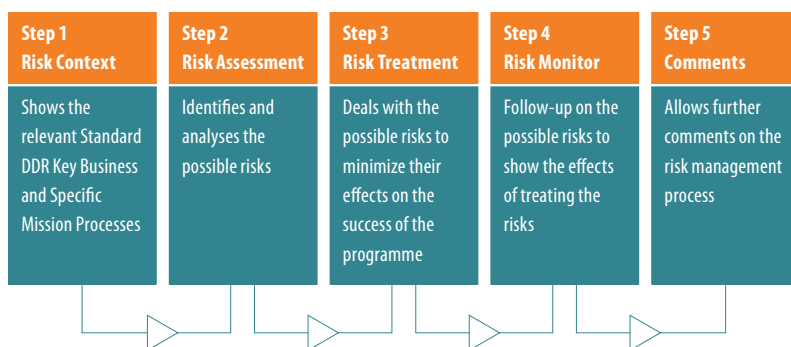 Step 1
Risk Context
Shows the
relevant Standard
DDR Key Business
and Specific
Mission Processes
Step 2
Risk Assessment
Identifies and
analyses the
possible risks
Step 3
Risk Treatment
Deals with the
possible risks to
minimize their
effects on the
success of the
programme
Step 4
Risk Monitor
Follow-up on the
possible risks to
show the effects
of treating the
risks
Step 5
Comments
Allows further
comments on the
risk management
process